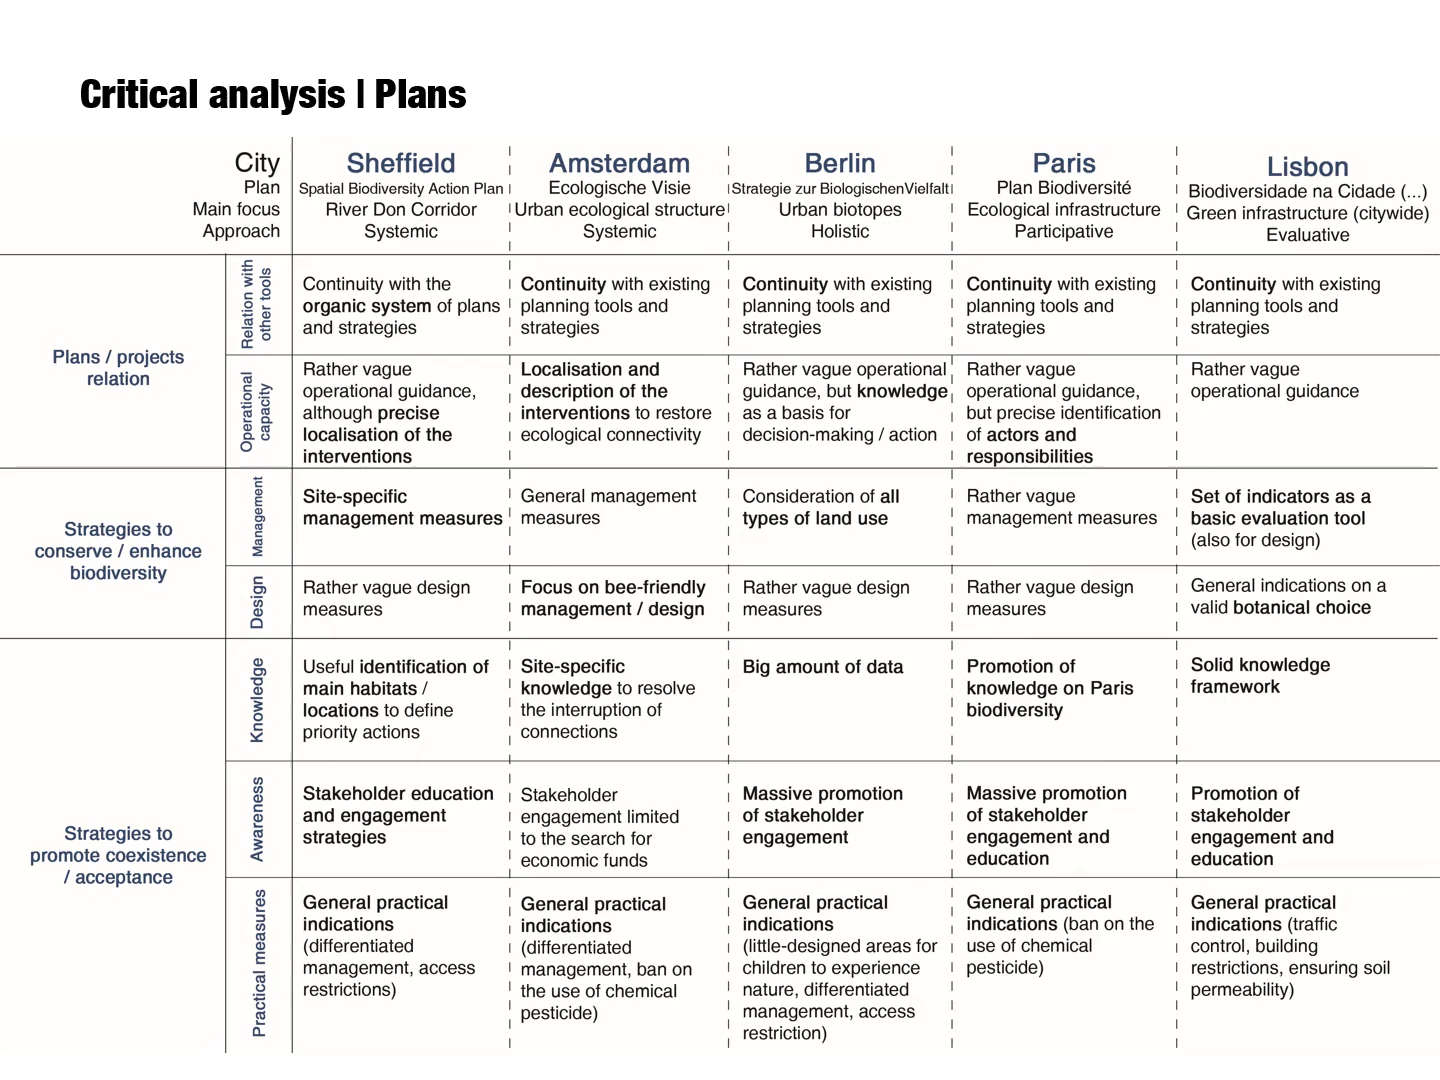 Critical analysis | Plans
City
Plan
Main focus
Approach
Sheffield
Spatial Biodiversity Action Plan
River Don Corridor
Systemic
Amsterdam
Ecologische Visie
Urban ecological structure
Systemic
Berlin
Strategie zur BiologischenVielfalt
Urban biotopes
Holistic
Paris
Plan Biodiversité
Ecological infrastructure
Participative
Lisbon
Biodiversidade na Cidade (...)
Green infrastructure (citywide)
Evaluative
Plans / projects
relation
Relation with
other tools
Continuity with the
organic system of plans
and strategies
Continuity with existing
planning tools and
strategies
Continuity with existing
planning tools and
strategies
Continuity with existing
planning tools and
strategies
Continuity with existing
planning tools and
strategies
Operational
capacity
Rather vague
operational guidance,
although precise
localisation of the
interventions
Localisation and
description of the
interventions to restore
ecological connectivity
Rather vague operational
guidance, but knowledge
as a basis for
decision-making / action
Rather vague
operational guidance,
but precise identification
of actors and
responsibilities
Rather vague
operational guidance
Strategies to
conserve / enhance
biodiversity
Management
Site-specific
management measures
General management
measures
Consideration of all
types of land use
Rather vague
management measures
Set of indicators as a
basic evaluation tool
(also for design)
Design
Rather vague design
measures
Focus on bee-friendly
management / design
Rather vague design
measures
Rather vague design
measures
General indications on a
valid botanical choice
Strategies to
promote coexistence
/ acceptance
Knowledge
Useful identification of
main habitats /
locations to define
priority actions
Site-specific
knowledge to resolve
the interruption of
connections
Big amount of data
Promotion of
knowledge on Paris
biodiversity
Solid knowledge
framework
Awareness
Stakeholder education
and engagement
strategies
Stakeholder
engagement limited
to the search for
economic funds
Massive promotion
of stakeholder
engagement
Massive promotion
of stakeholder
engagement and
education
Promotion of
stakeholder
engagement and
education
Practical measures
General practical
indications
(differentiated
management, access
restrictions)
General practical
indications
(differentiated
management, ban on
the use of chemical
pesticide)
General practical
indications
(little-designed areas for
children to experience
nature, differentiated
management, access
restriction)
General practical
indications (ban on the
use of chemical
pesticide)
General practical
indications (traffic
control, building
restrictions, ensuring soil
permeability)